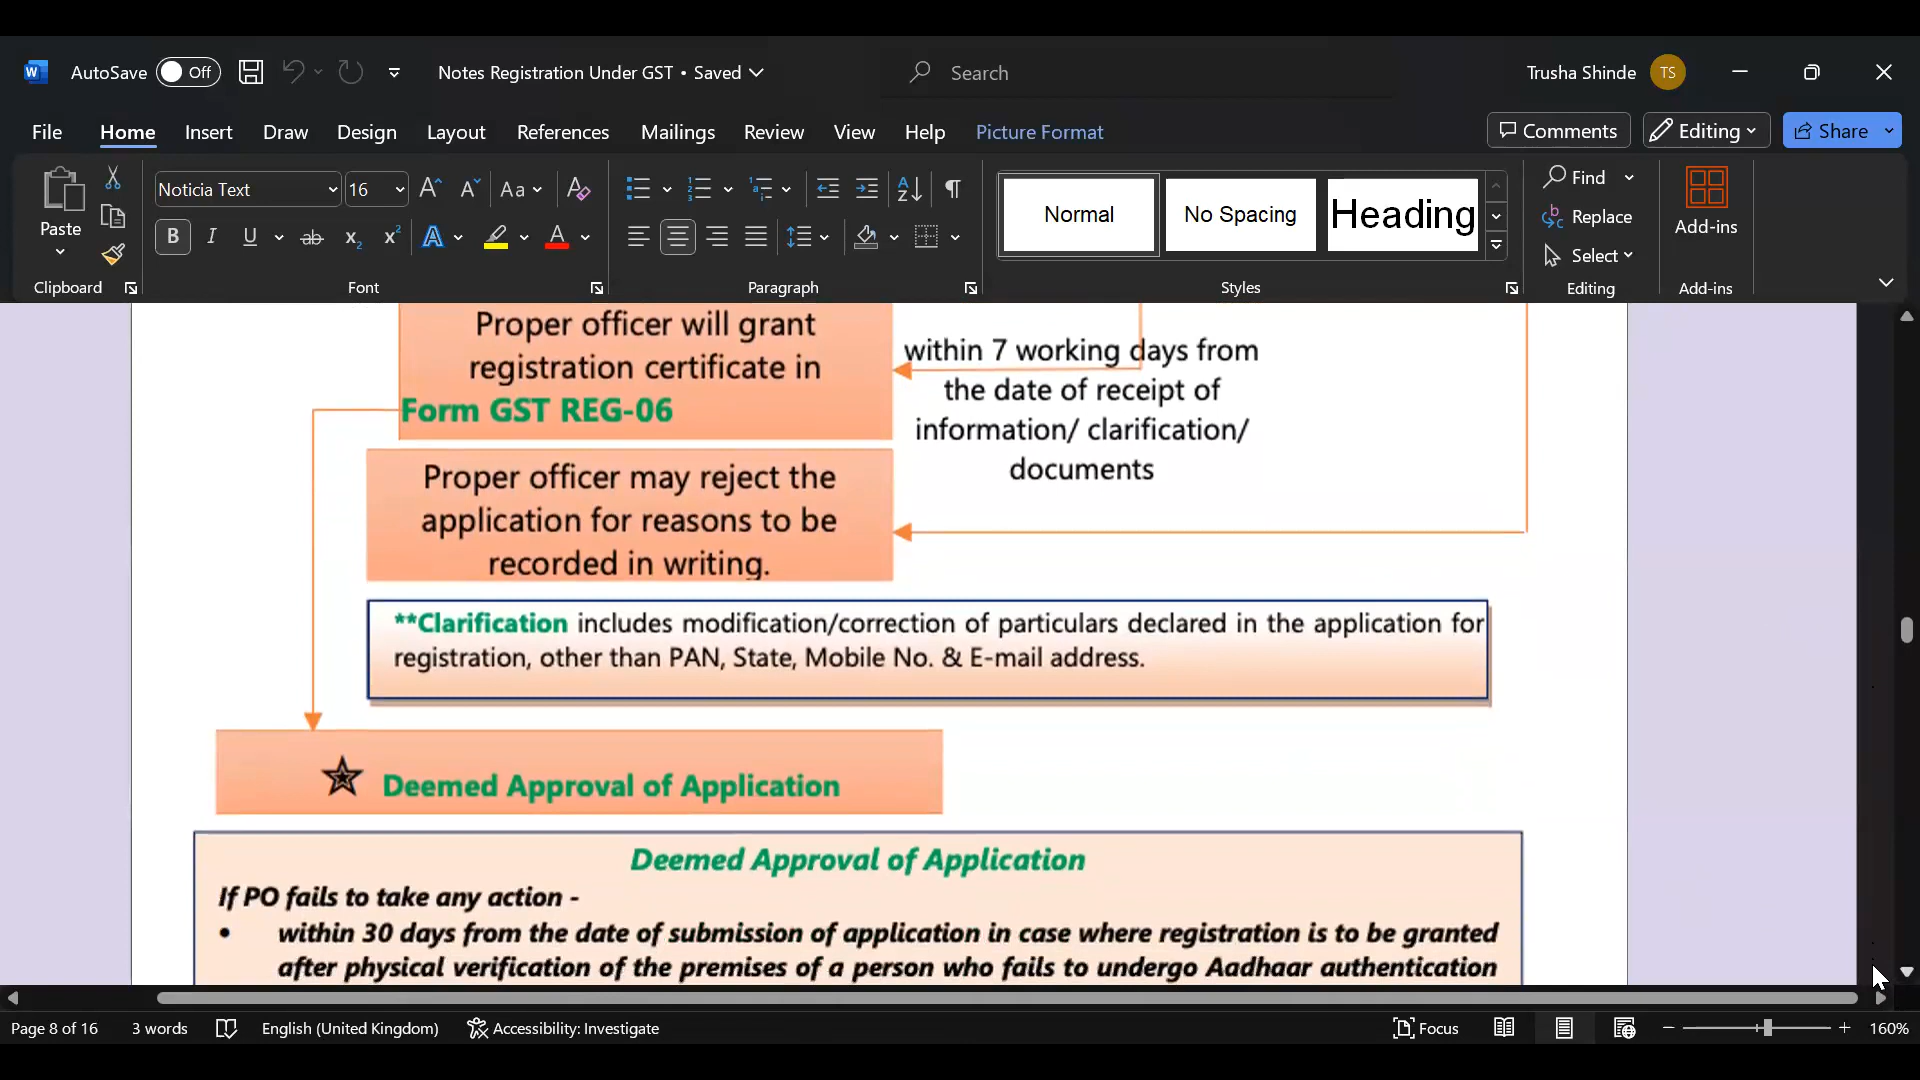 AutoSave Off Notes Registration Under GST • Saved Search Trusha Shinde TS
File Home Insert Draw Design Layout References Mailings Review View Help Picture Format Comments Editing Share
Paste Noticia Text 16 Aa Normal No Spacing Heading Find Replace Select Add-ins
Clipboard Font Paragraph Styles Editing Add-ins
Proper officer will grant
registration certificate in
Form GST REG-06
within 7 working days from
the date of receipt of
information/ clarification/
documents
Proper officer may reject the
application for reasons to be
recorded in writing.
**Clarification includes modification/correction of particulars declared in the application for
registration, other than PAN, State, Mobile No. & E-mail address.
Deemed Approval of Application
Deemed Approval of Application
If PO fails to take any action -
• within 30 days from the date of submission of application in case where registration is to be granted
after physical verification of the premises of a person who fails to undergo Aadhaar authentication
Page 8 of 16 3 words English (United Kingdom) Accessibility: Investigate Focus 160%